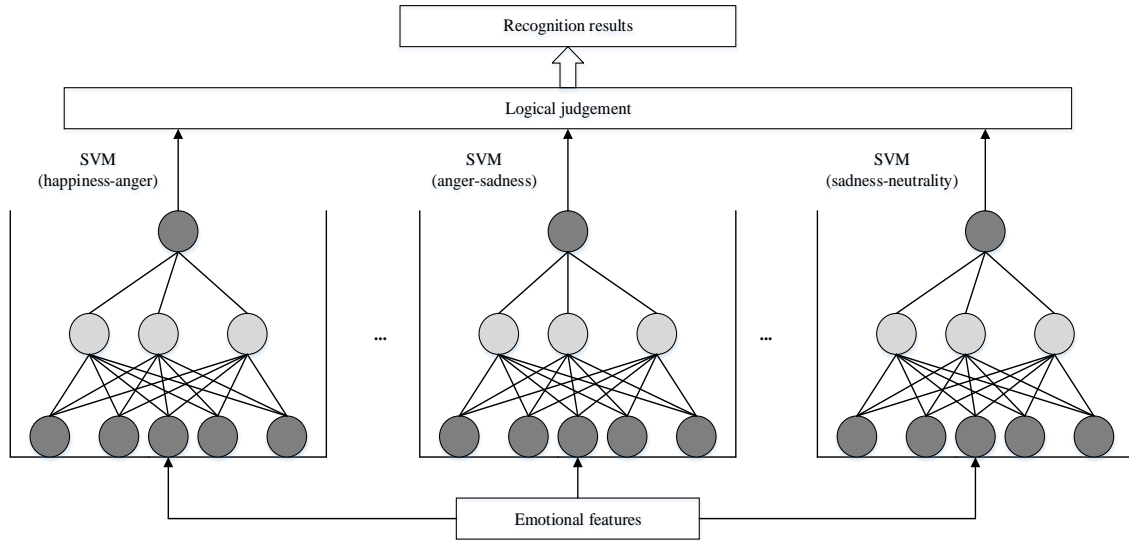 Recognition results
Logical judgement
SVM
(happiness-anger)
SVM
(anger-sadness)
SVM
(sadness-neutrality)
...
...
Emotional features